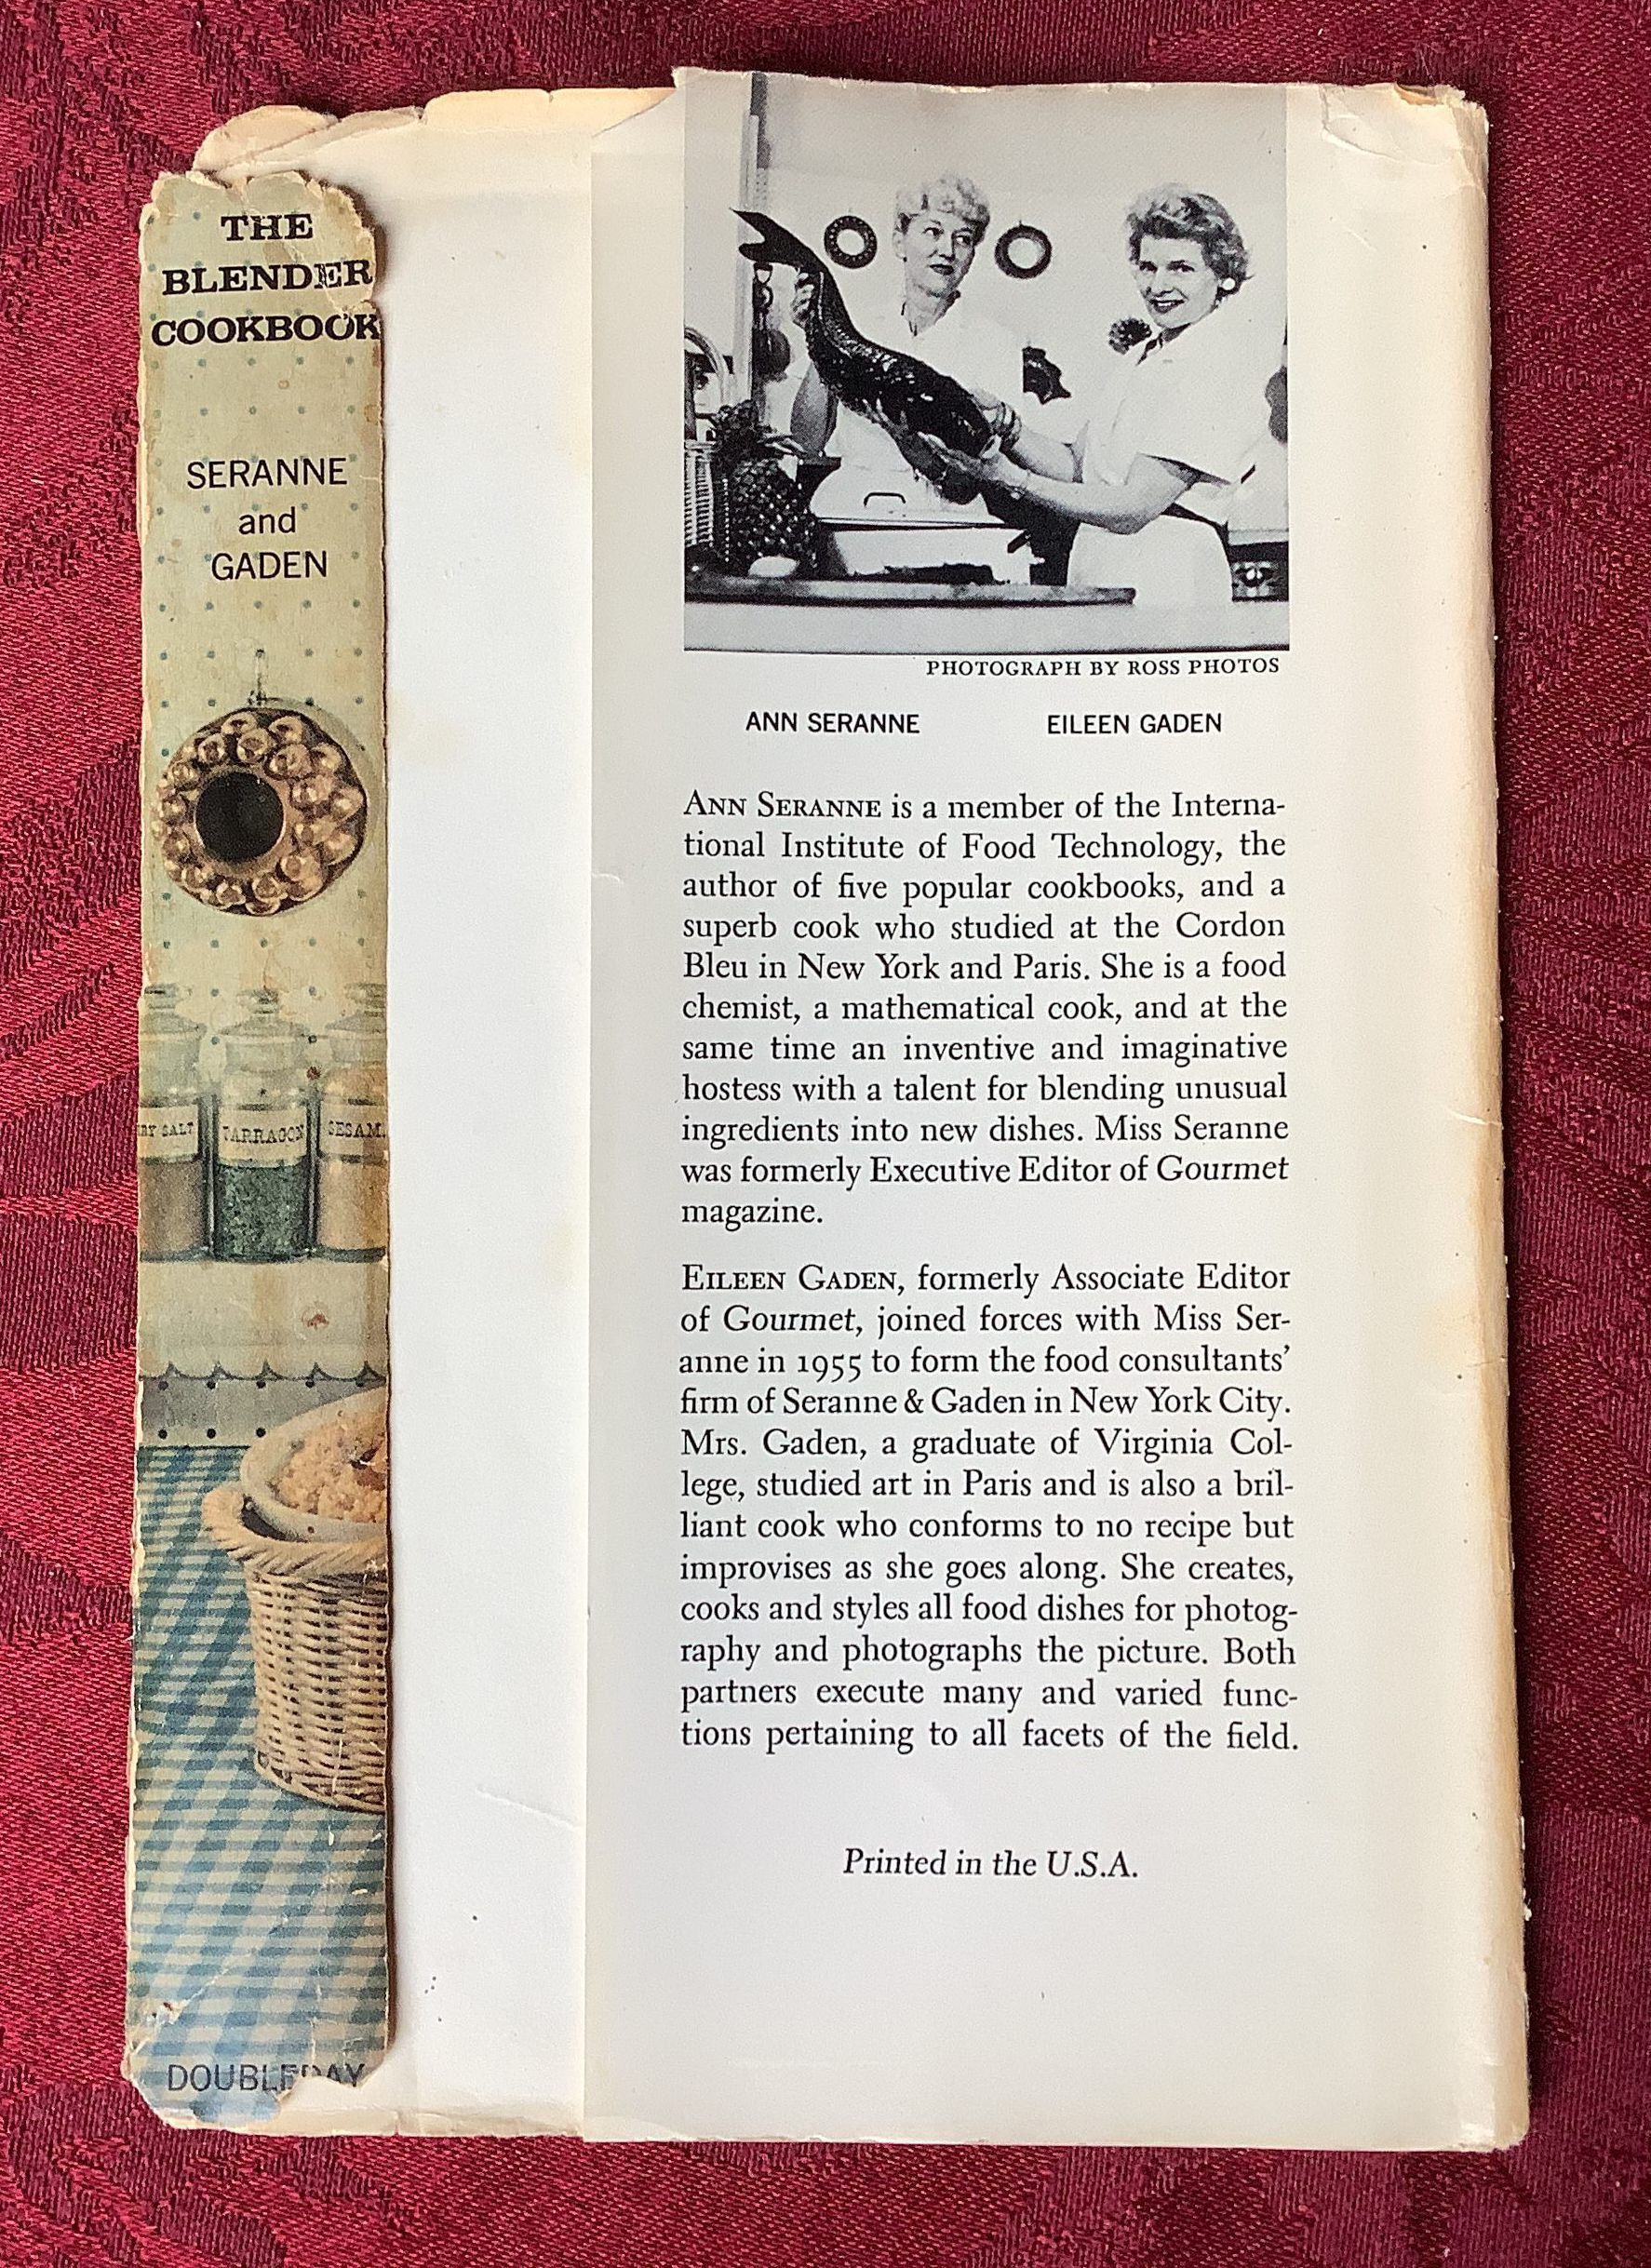 THE
BLENDER
COOKBOOK
SERANNE
and
GADEN
RY SALT
TARRAGON
SESAM
DOUBLEDAY
PHOTOGRAPH BY ROSS PHOTOS
ANN SERANNE EILEEN GADEN
ANN SERANNE is a member of the Interna-
tional Institute of Food Technology, the
author of five popular cookbooks, and a
superb cook who studied at the Cordon
Bleu in New York and Paris. She is a food
chemist, a mathematical cook, and at the
same time an inventive and imaginative
hostess with a talent for blending unusual
ingredients into new dishes. Miss Seranne
was formerly Executive Editor of Gourmet
magazine.
EILEEN GADEN, formerly Associate Editor
of Gourmet, joined forces with Miss Ser-
anne in 1955 to form the food consultants’
firm of Seranne & Gaden in New York City.
Mrs. Gaden, a graduate of Virginia Col-
lege, studied art in Paris and is also a bril-
liant cook who conforms to no recipe but
improvises as she goes along. She creates,
cooks and styles all food dishes for photog-
raphy and photographs the picture. Both
partners execute many and varied func-
tions pertaining to all facets of the field.
Printed in the U.S.A.